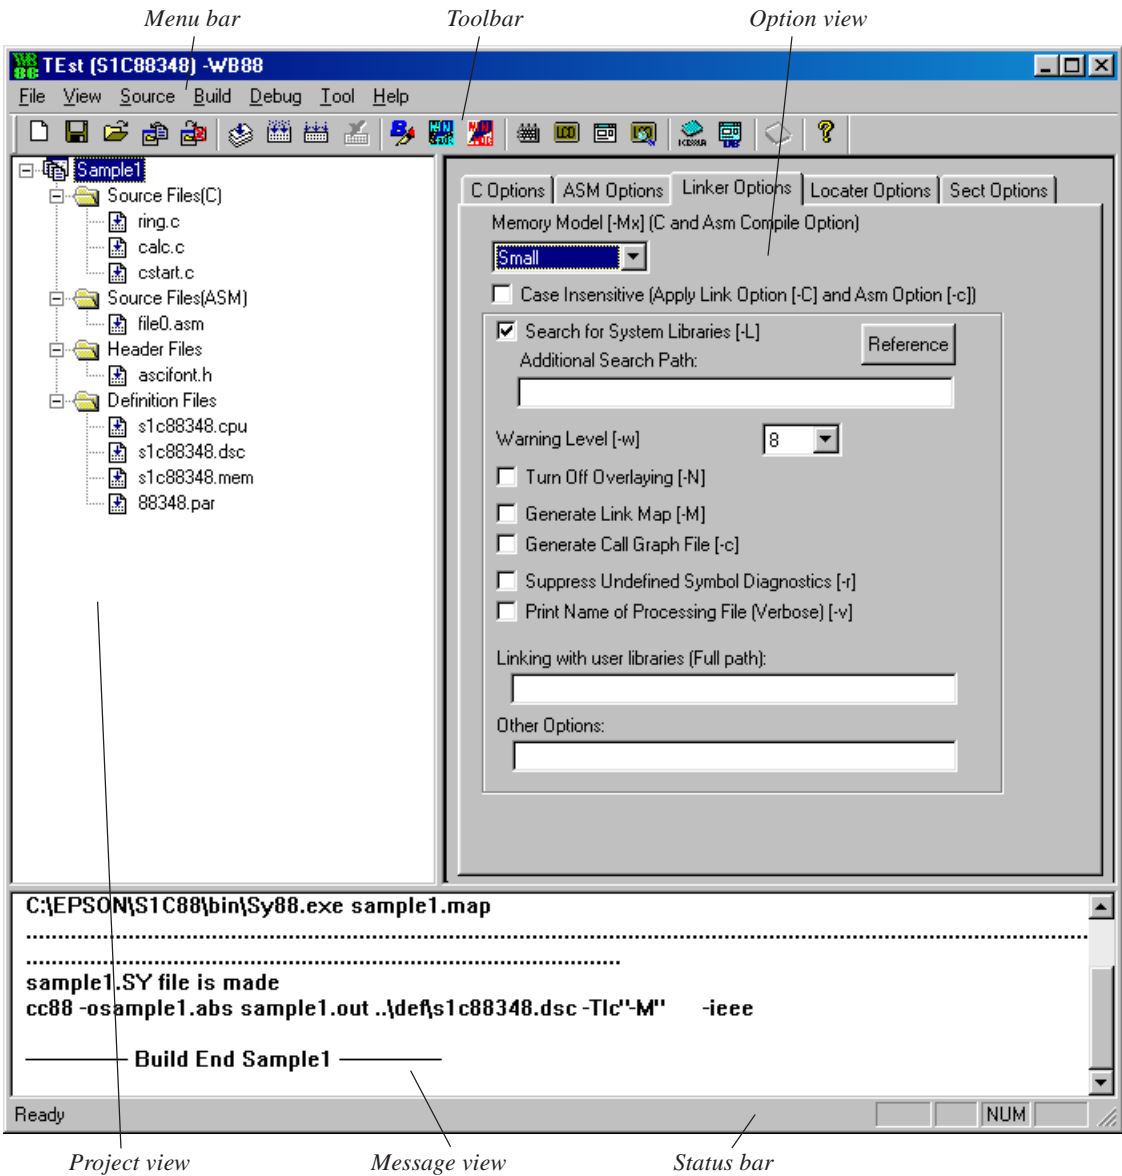 Menu bar
Toolbar
Option view
TEst (S1C88348) -WB88
File View Source Build Debug Tool Help
Sample1
Source Files(C)
ring.c
calc.c
cstart.c
Source Files(ASM)
file0.asm
Header Files
ascifont.h
Definition Files
s1c88348.cpu
s1c88348.dsc
s1c88348.mem
88348.par
C Options ASM Options Linker Options Locater Options Sect Options
Memory Model [-Mx] (C and Asm Compile Option)
Small
Case Insensitive (Apply Link Option [-C] and Asm Option [-c])
Search for System Libraries [-L]
Reference
Additional Search Path:
Warning Level [-w] 8
Turn Off Overlaying [-N]
Generate Link Map [-M]
Generate Call Graph File [-c]
Suppress Undefined Symbol Diagnostics [-r]
Print Name of Processing File (Verbose) [-v]
Linking with user libraries (Full path):
Other Options:
C:\EPSON\S1C88\bin\Sy88.exe sample1.map
sample1.SY file is made
cc88 -osample1.abs sample1.out ..\def\s1c88348.dsc -Tlc"-M" -ieee
Build End Sample1
Ready NUM
Project view
Message view
Status bar